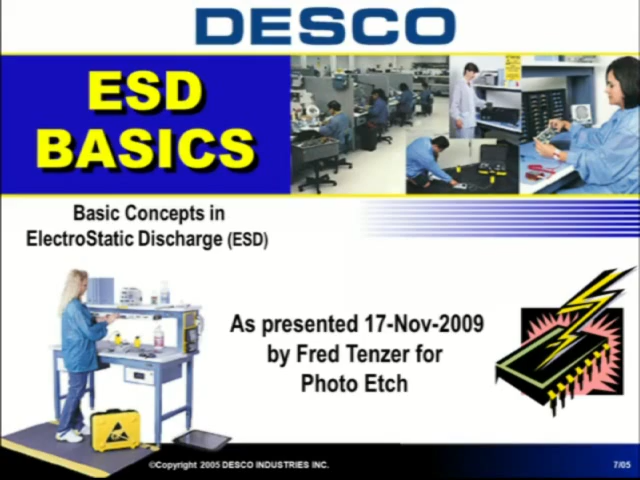 DESCO
ESD
BASICS
Basic Concepts in
ElectroStatic Discharge (ESD)
As presented 17-Nov-2009
by Fred Tenzer for
Photo Etch
©Copyright 2005 DESCO INDUSTRIES INC.
7/05